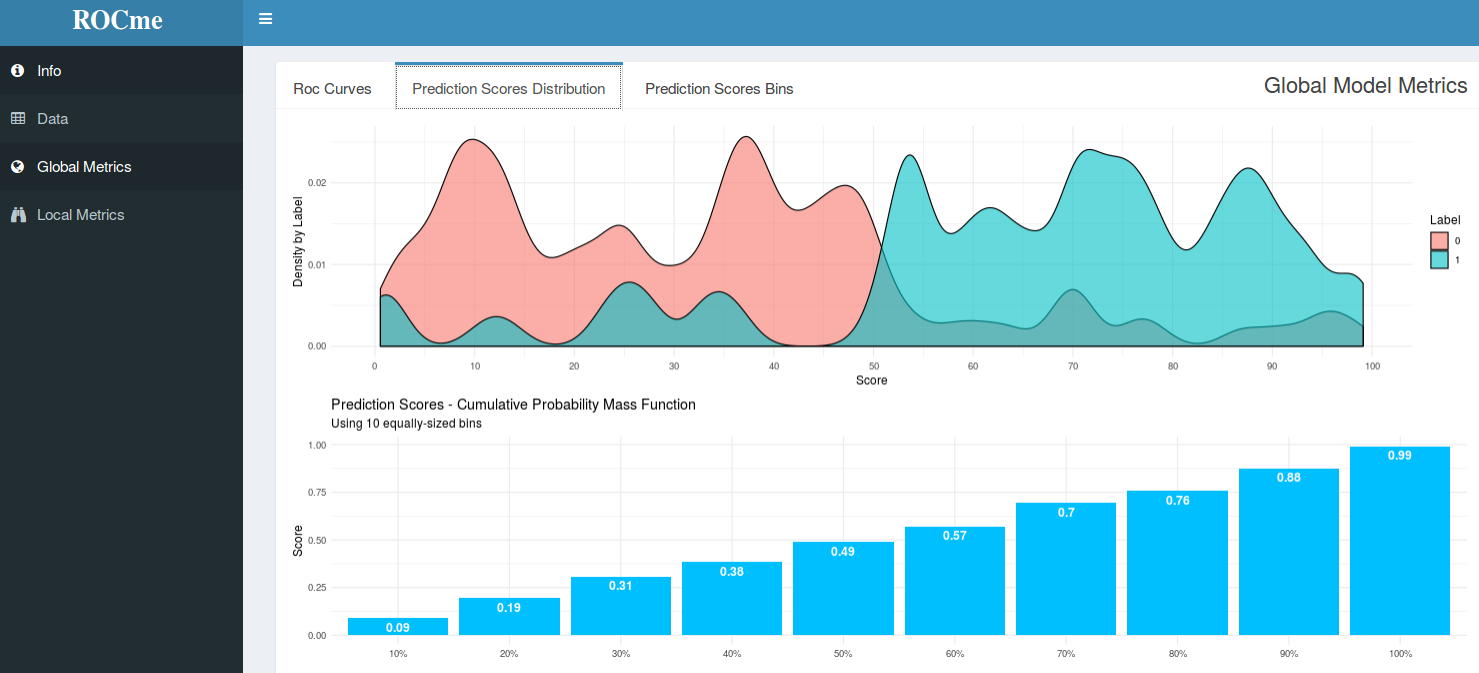 ROCme
Info
Data
Global Metrics
Local Metrics
Roc Curves
Prediction Scores Distribution
Prediction Scores Bins
Global Model Metrics
Density by Label
0.02
0.01
0.00
0 10 20 30 40 50 60 70 80 90 100
Score
Label
0
1
Prediction Scores - Cumulative Probability Mass Function
Using 10 equally-sized bins
Score
1.00
0.75
0.50
0.25
0.00
0.09 0.19 0.31 0.38 0.49 0.57 0.7 0.76 0.88 0.99
10% 20% 30% 40% 50% 60% 70% 80% 90% 100%